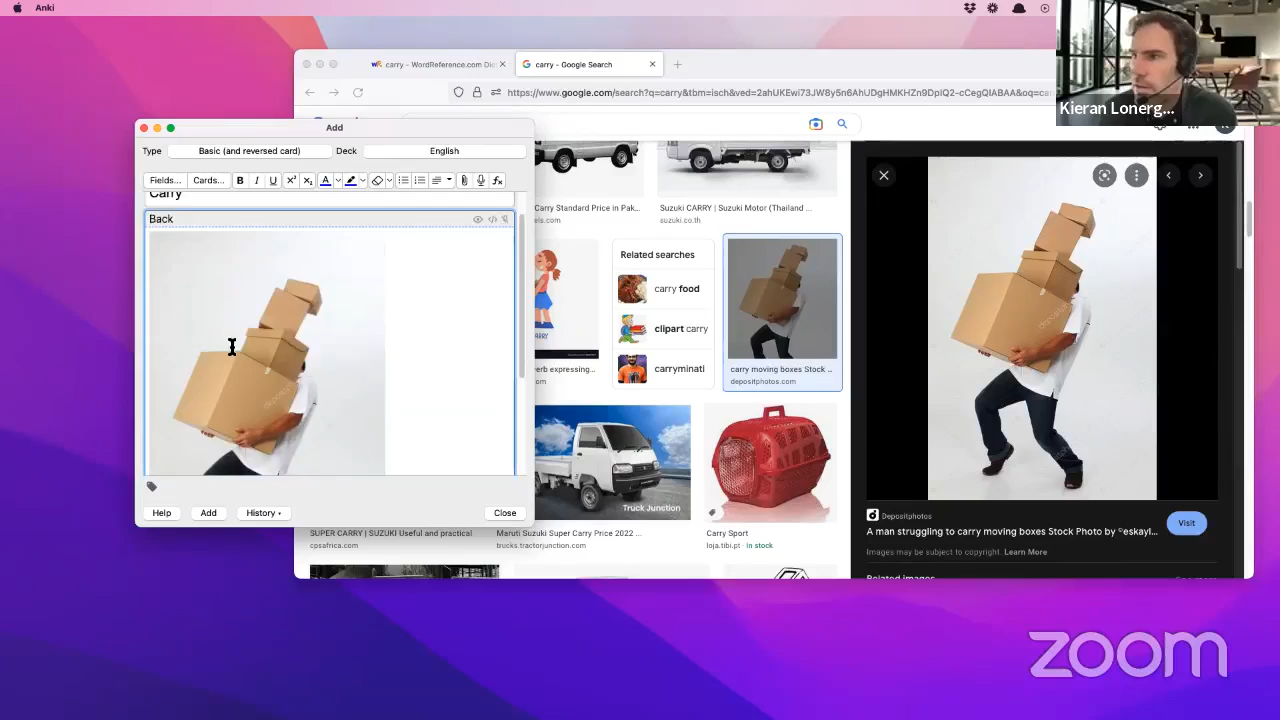 Anki
Kieran Lonerg...
carry - WordReference.com Dic
carry - Google Search
https://www.google.com/search?q=carry&tbm=isch&ved=2ahUKEwi73JW8y5n6AhUDgHMKHZn9DpIQ2-cCegQIABAA&oq=can
Add
Type
Basic (and reversed card)
Deck
English
Fields...
Cards...
B
I
U
Carry
Back
Help
Add
History
Close
Carry Standard Price in Pak...
Suzuki CARRY | Suzuki Motor (Thailand ...
suzuki.co.th
Related searches
carry food
clipart carry
carryminati
carry moving boxes Stock ...
depositphotos.com
Truck Junction
SUPER CARRY | SUZUKI Useful and practical
cpsafrica.com
Maruti Suzuki Super Carry Price 2022 ...
trucks.tractorjunction.com
Carry Sport
loja.tibi.pt · In stock
Depositphotos
A man struggling to carry moving boxes Stock Photo by ©eskayl...
Visit
Images may be subject to copyright. Learn More
Related images
zoom